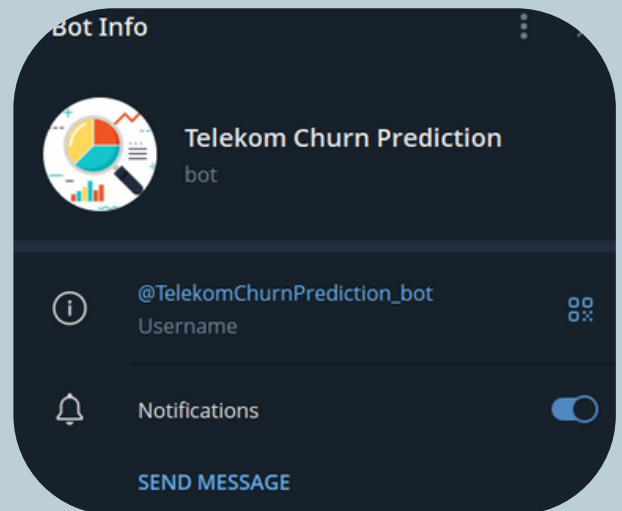 Bot Info
Telekom Churn Prediction
bot
@TelekomChurnPrediction_bot
Username
Notifications
SEND MESSAGE